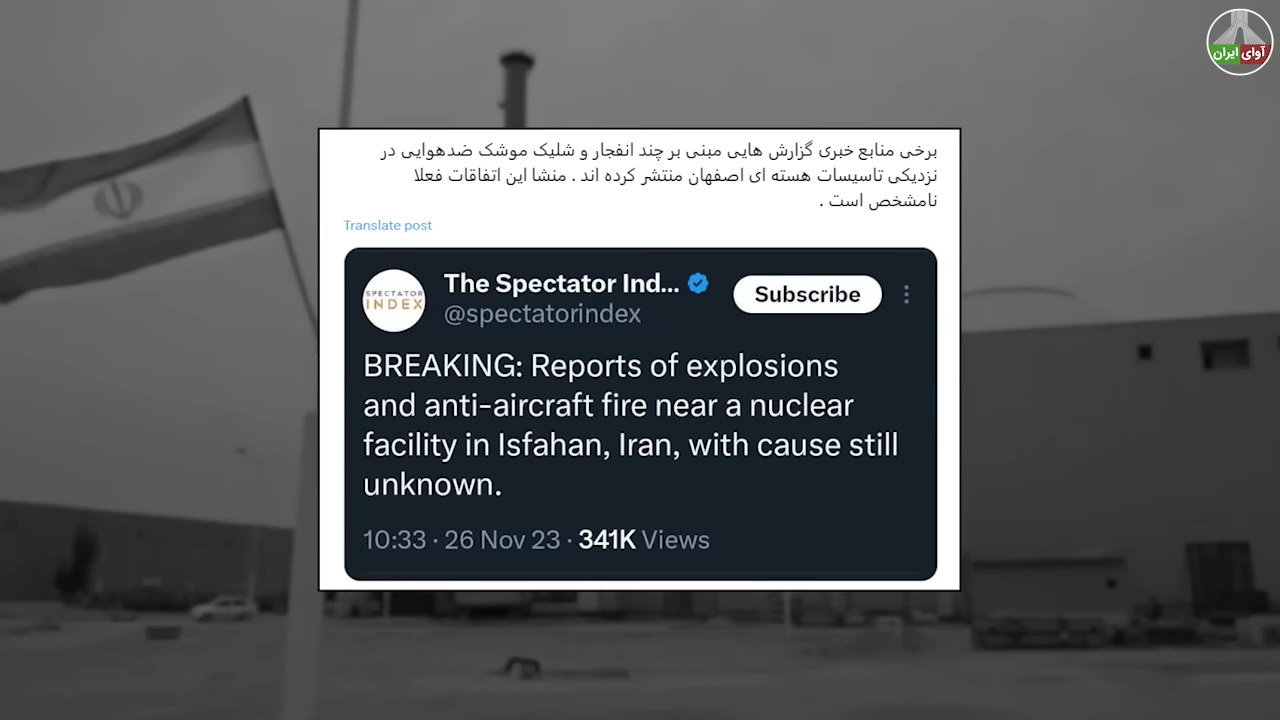 آوای ایران
برخی منابع خبری گزارش هایی مبنی بر چند انفجار و شلیک موشک ضدهوایی در
نزدیکی تاسیسات هسته ای اصفهان منتشر کرده اند . منشا این اتفاقات فعلا
نامشخص است .
Translate post
SPECTATOR
INDEX
The Spectator Ind...
Subscribe
@spectatorindex
BREAKING: Reports of explosions
and anti-aircraft fire near a nuclear
facility in Isfahan, Iran, with cause still
unknown.
10:33 · 26 Nov 23 · 341K Views